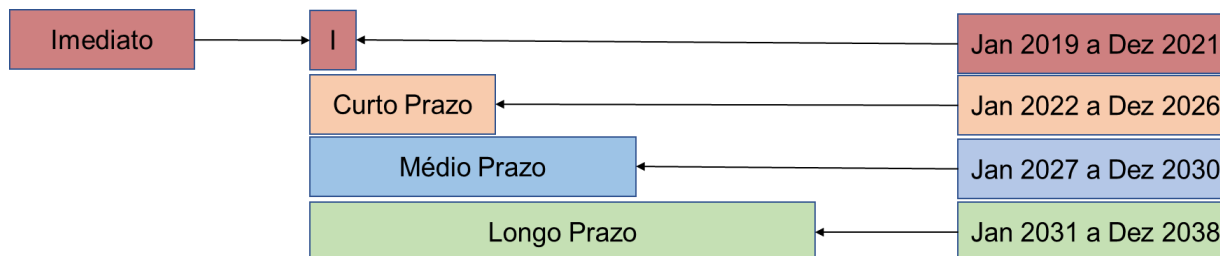 Imediato
I
Jan 2019 a Dez 2021
Curto Prazo
Jan 2022 a Dez 2026
Médio Prazo
Jan 2027 a Dez 2030
Longo Prazo
Jan 2031 a Dez 2038